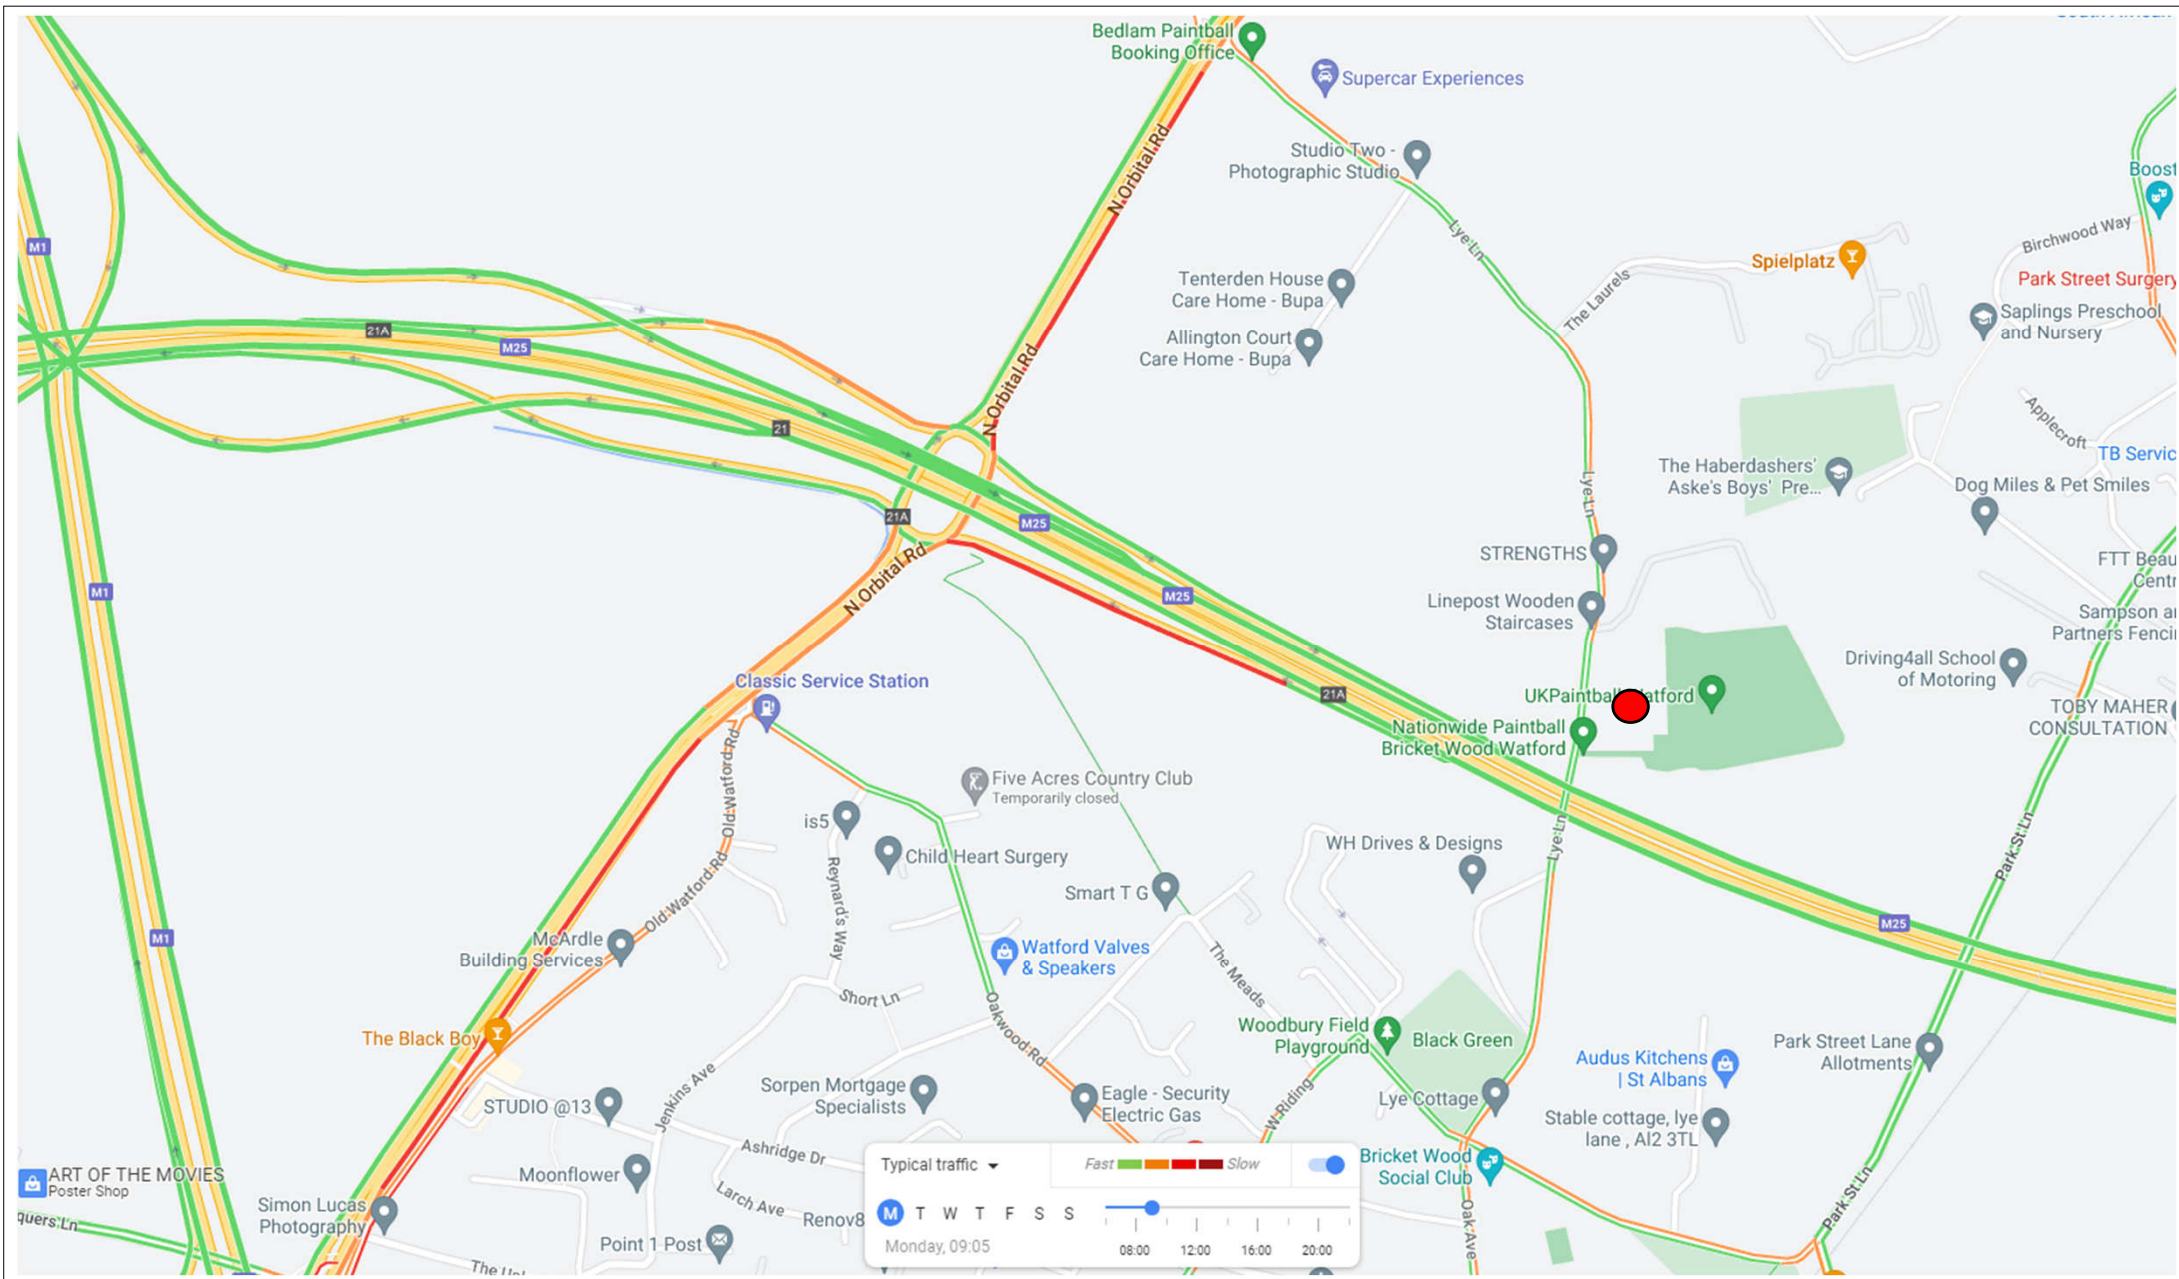 Bedlam Paintball
Booking Office
Supercar Experiences
N Orbital Rd
Studio Two -
Photographic Studio
Boost
Birchwood Way
M1
Lye Ln
Spielplatz
The Laurels
Park Street Surgery
Tenterden House
Care Home - Bupa
Saplings Preschool
and Nursery
21A
M25
Allington Court
Care Home - Bupa
N Orbital Rd
Applecroft
21
TB Servic
The Haberdashers'
Aske's Boys' Pre...
Dog Miles & Pet Smiles
Lye Ln
21A
M25
STRENGTHS
FTT Beau
Centr
N Orbital Rd
M1
M25
Linepost Wooden
Staircases
Sampson an
Partners Fenci
Driving4all School
of Motoring
Classic Service Station
21A
UKPaintball Watford
TOBY MAHER
CONSULTATION
Nationwide Paintball
Bricket Wood Watford
Old Watford Rd
Five Acres Country Club
Temporarily closed
is5
Lye Ln
WH Drives & Designs
Child Heart Surgery
Park St Ln
Old Watford Rd
Reynard's Way
Smart T G
M1
McArdle
Building Services
Watford Valves
& Speakers
M25
The Meads
Short Ln
The Black Boy
Oakwood Rd
Woodbury Field
Playground
Black Green
Park Street Lane
Allotments
Audus Kitchens
| St Albans
Jenkins Ave
Sorpen Mortgage
Specialists
Eagle - Security
Electric Gas
W Riding
Lye Cottage
STUDIO @13
Stable cottage, lye
lane , Al2 3TL
Ashridge Dr
Bricket Wood
Social Club
ART OF THE MOVIES
Poster Shop
Moonflower
Typical traffic
Fast
Slow
Larch Ave
Simon Lucas
Photography
Renov8
M T W T F S S
Park St Ln
quers Ln
Oak Ave
Point 1 Post
Monday, 09:05
08:00 12:00 16:00 20:00